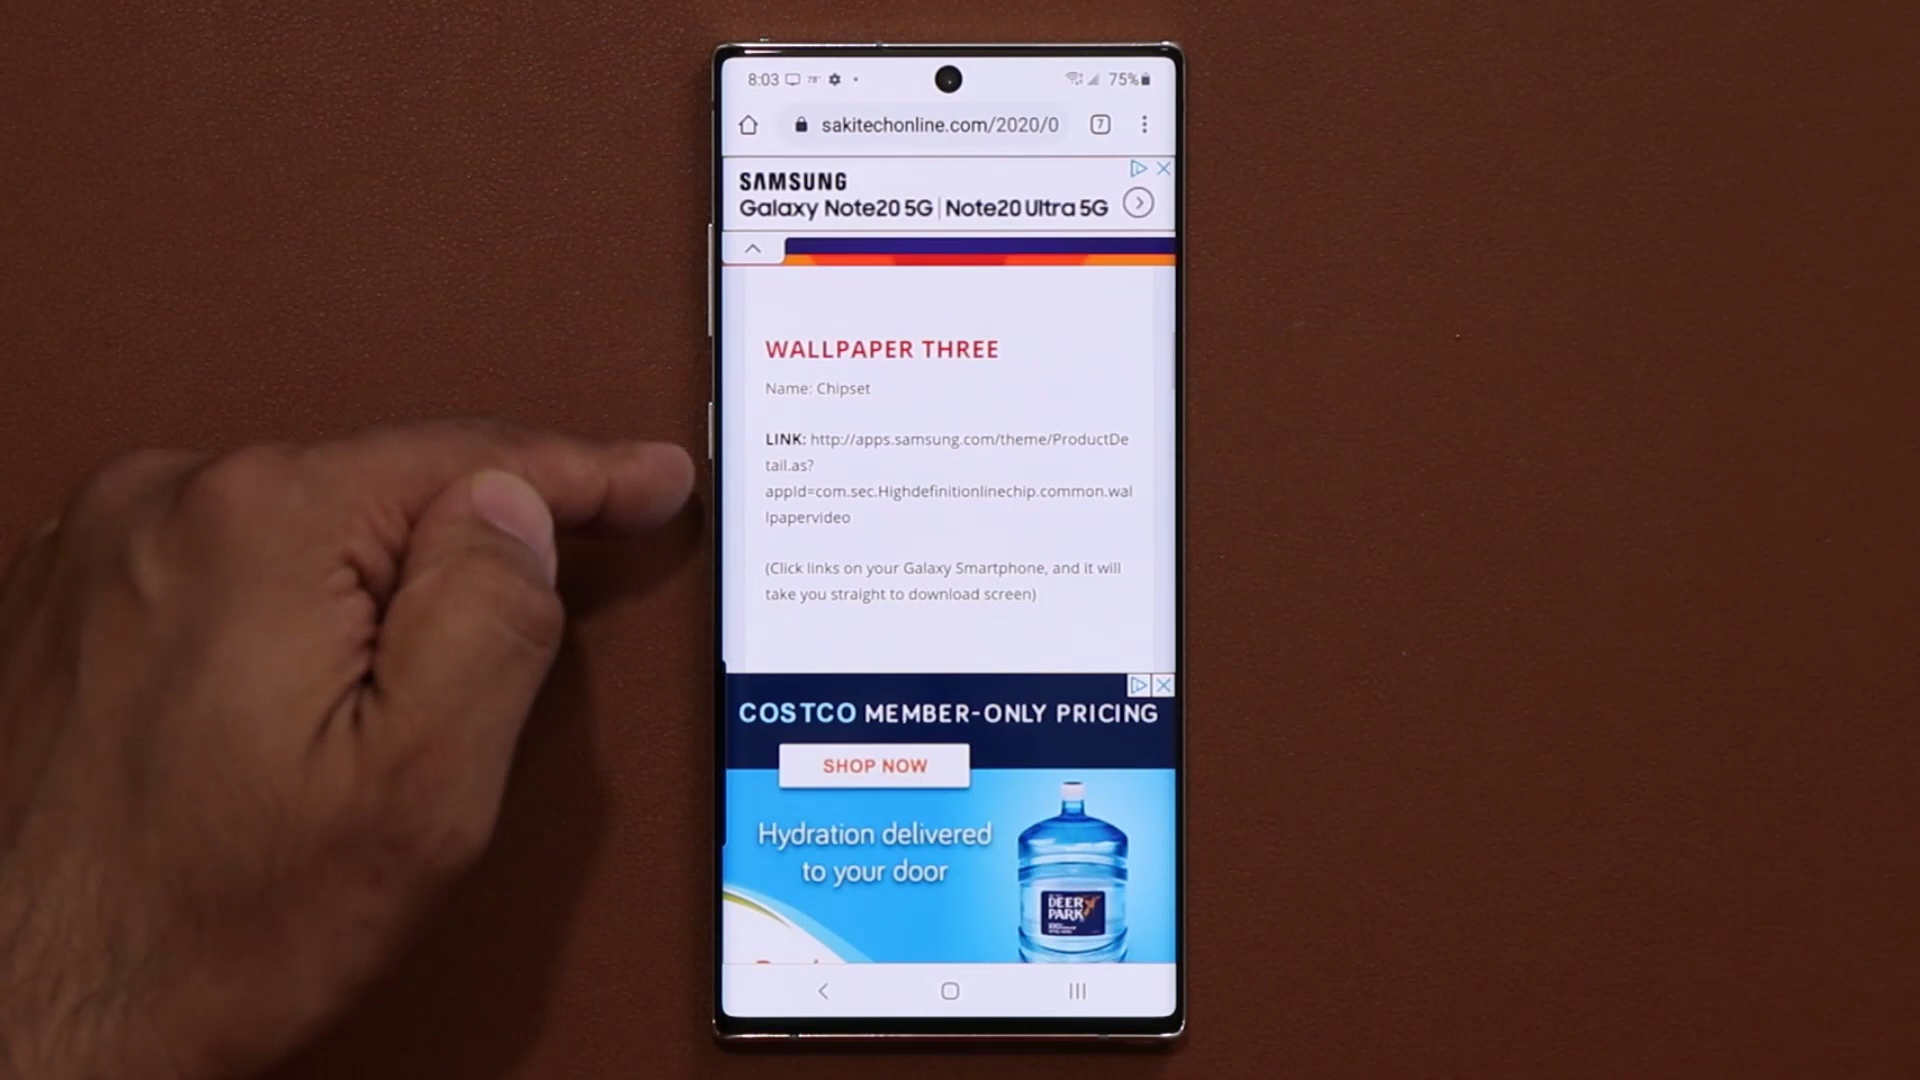 8:03 78° 75%
sakitechonline.com/2020/0 7
SAMSUNG
Galaxy Note20 5G | Note20 Ultra 5G
WALLPAPER THREE
Name: Chipset
LINK: http://apps.samsung.com/theme/ProductDe
tail.as?
appId=com.sec.Highdefinitionlinechip.common.wal
lpapervideo
(Click links on your Galaxy Smartphone, and it will
take you straight to download screen)
COSTCO MEMBER-ONLY PRICING
SHOP NOW
Hydration delivered
to your door
DEER
PARK